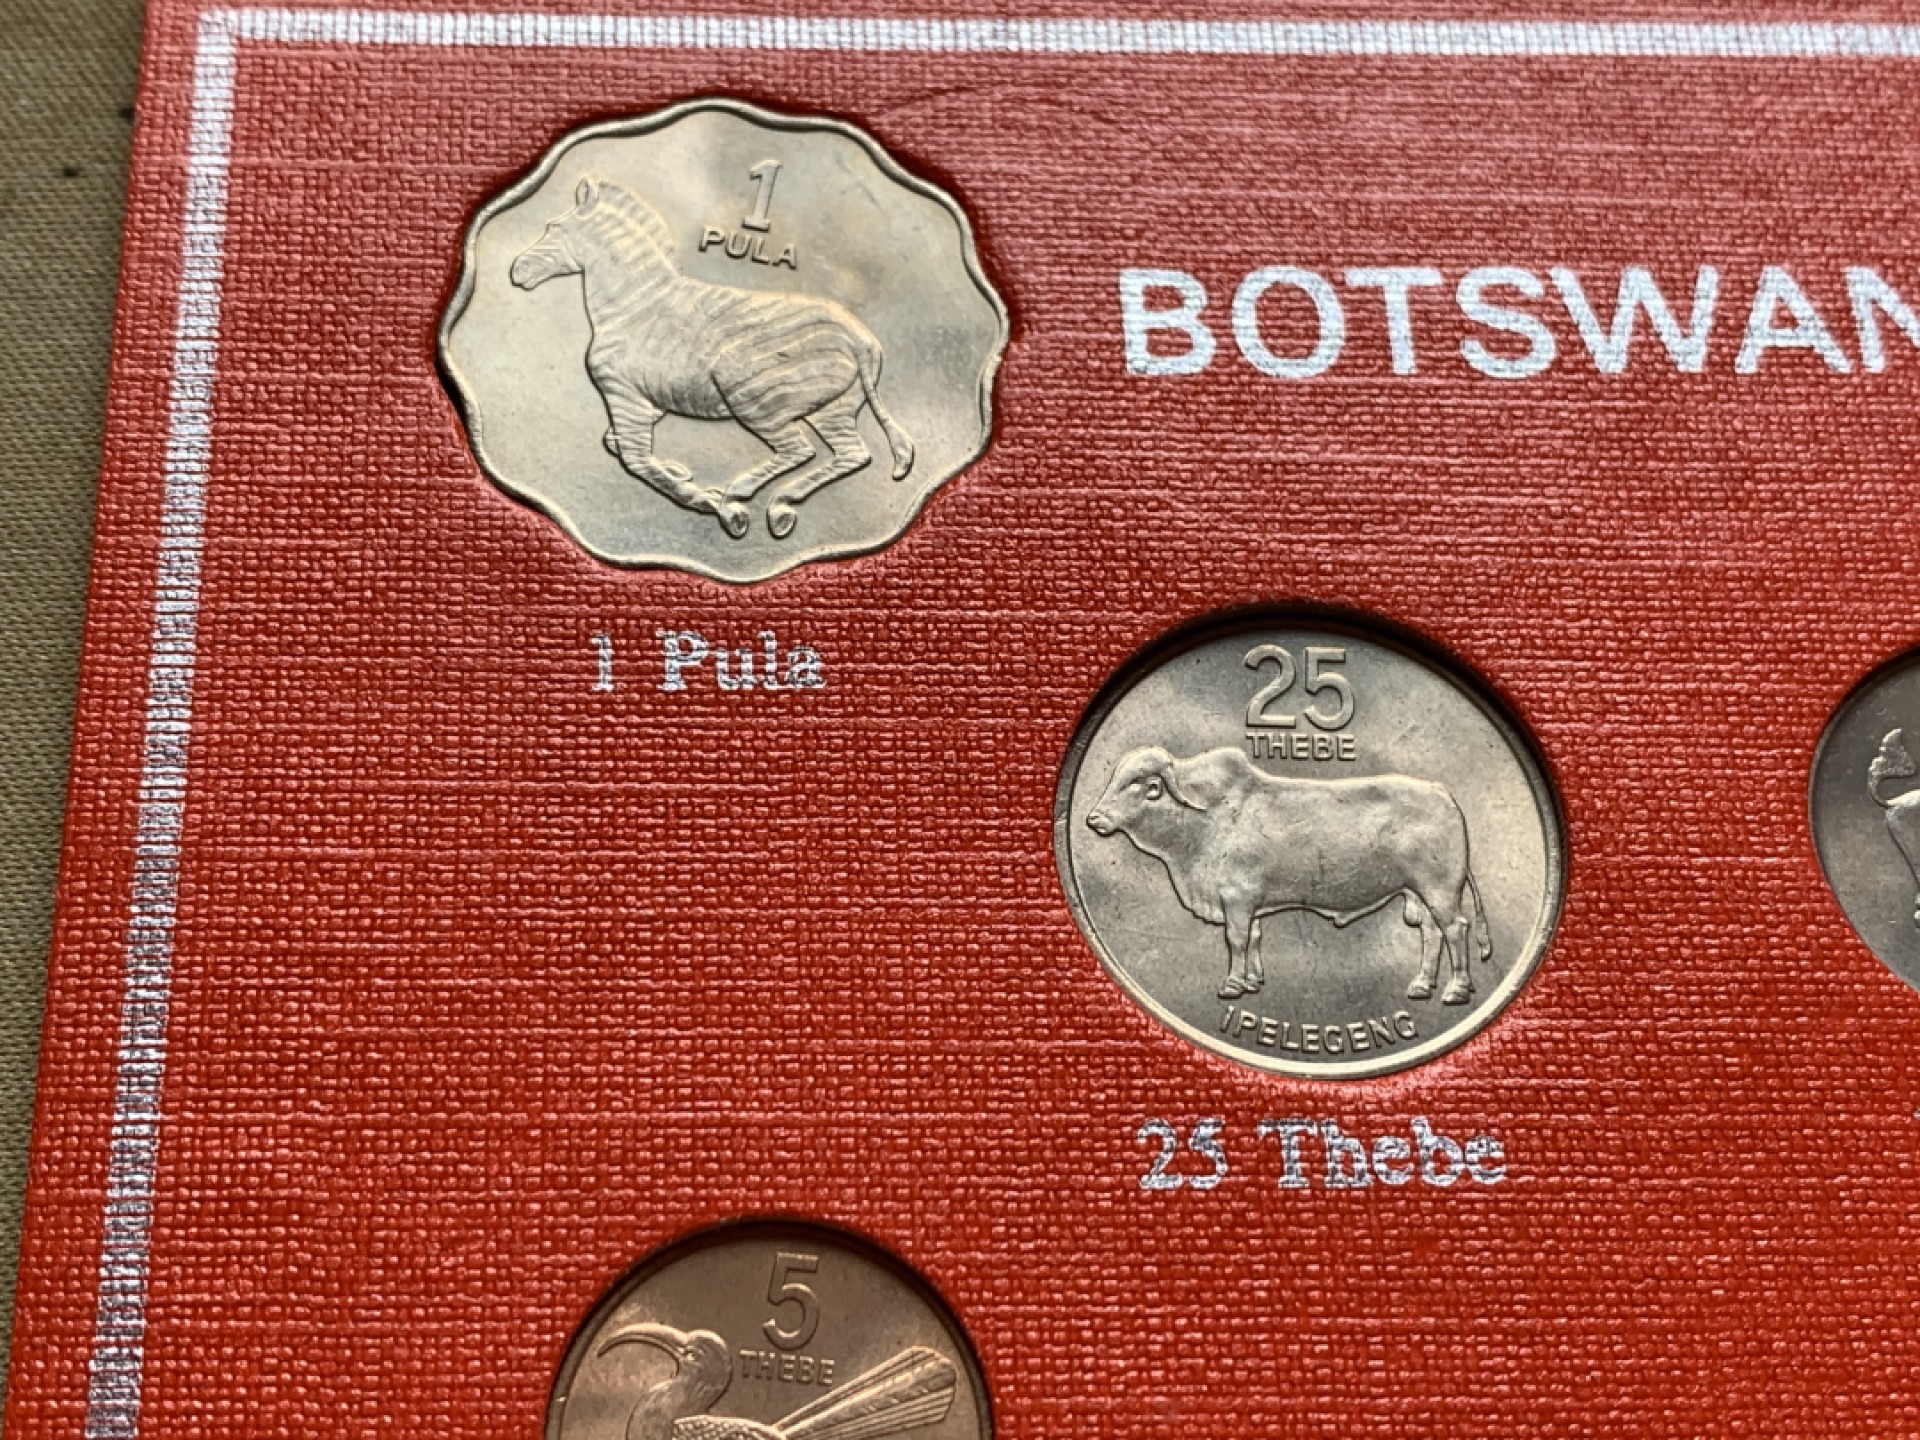 1
PULA
BOTSWAN
1 Pula
25
THEBE
IPELEGENG
25 Thebe
5
THEBE